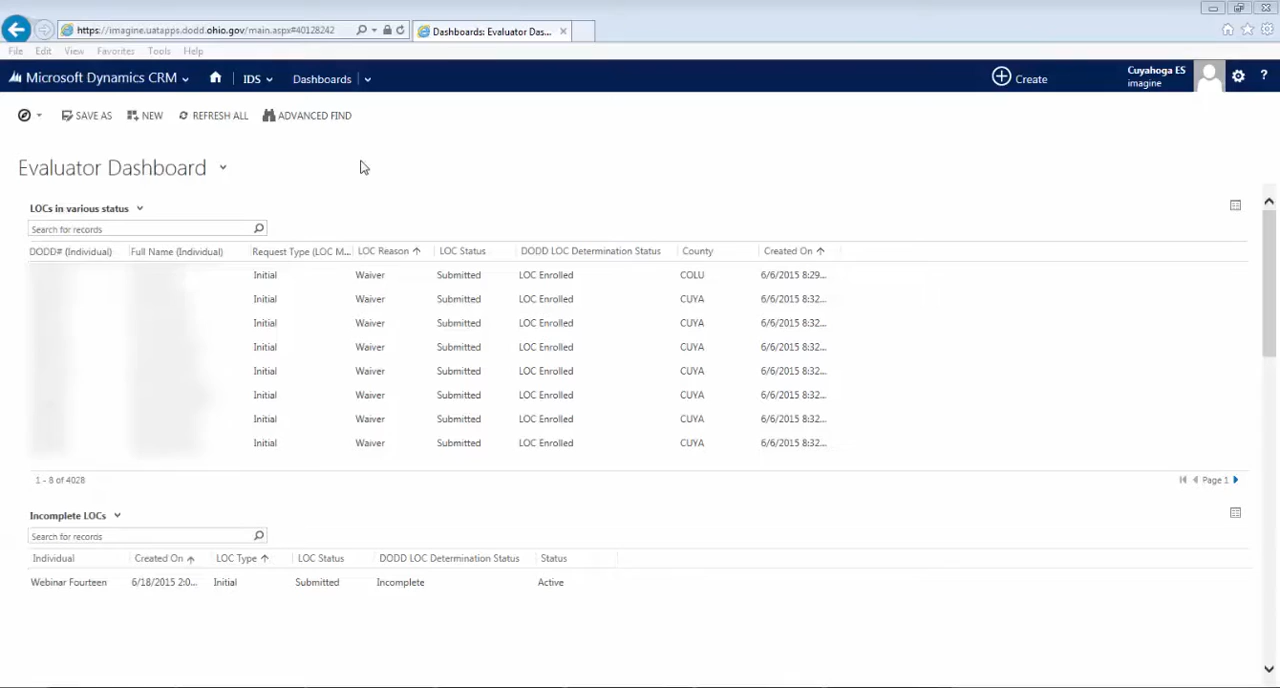 https://imagine.uatapps.dodd.ohio.gov/main.aspx#40128242 Dashboards: Evaluator Das...
File Edit View Favorites Tools Help
Microsoft Dynamics CRM IDS Dashboards Create Cuyahoga ES
imagine ?
SAVE AS NEW REFRESH ALL ADVANCED FIND
Evaluator Dashboard
LOCs in various status
Search for records
DODD# (Individual) Full Name (Individual) Request Type (LOC M... LOC Reason LOC Status DODD LOC Determination Status County Created On
Initial Waiver Submitted LOC Enrolled COLU 6/6/2015 8:29...
Initial Waiver Submitted LOC Enrolled CUYA 6/6/2015 8:32...
Initial Waiver Submitted LOC Enrolled CUYA 6/6/2015 8:32...
Initial Waiver Submitted LOC Enrolled CUYA 6/6/2015 8:32...
Initial Waiver Submitted LOC Enrolled CUYA 6/6/2015 8:32...
Initial Waiver Submitted LOC Enrolled CUYA 6/6/2015 8:32...
Initial Waiver Submitted LOC Enrolled CUYA 6/6/2015 8:32...
Initial Waiver Submitted LOC Enrolled CUYA 6/6/2015 8:32...
1 - 8 of 4028 Page 1
Incomplete LOCs
Search for records
Individual Created On LOC Type LOC Status DODD LOC Determination Status Status
Webinar Fourteen 6/18/2015 2:0... Initial Submitted Incomplete Active